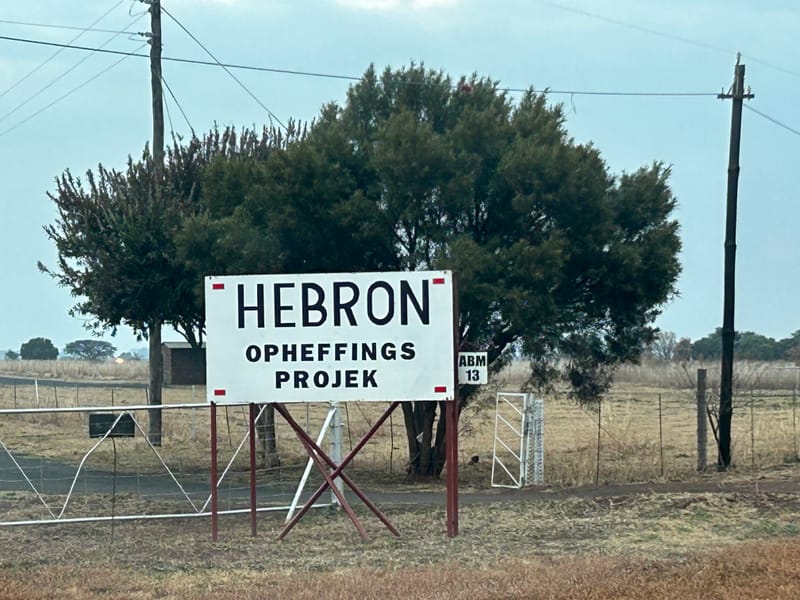 HEBRON
OPHEFFINGS
PROJEK
ABM
13